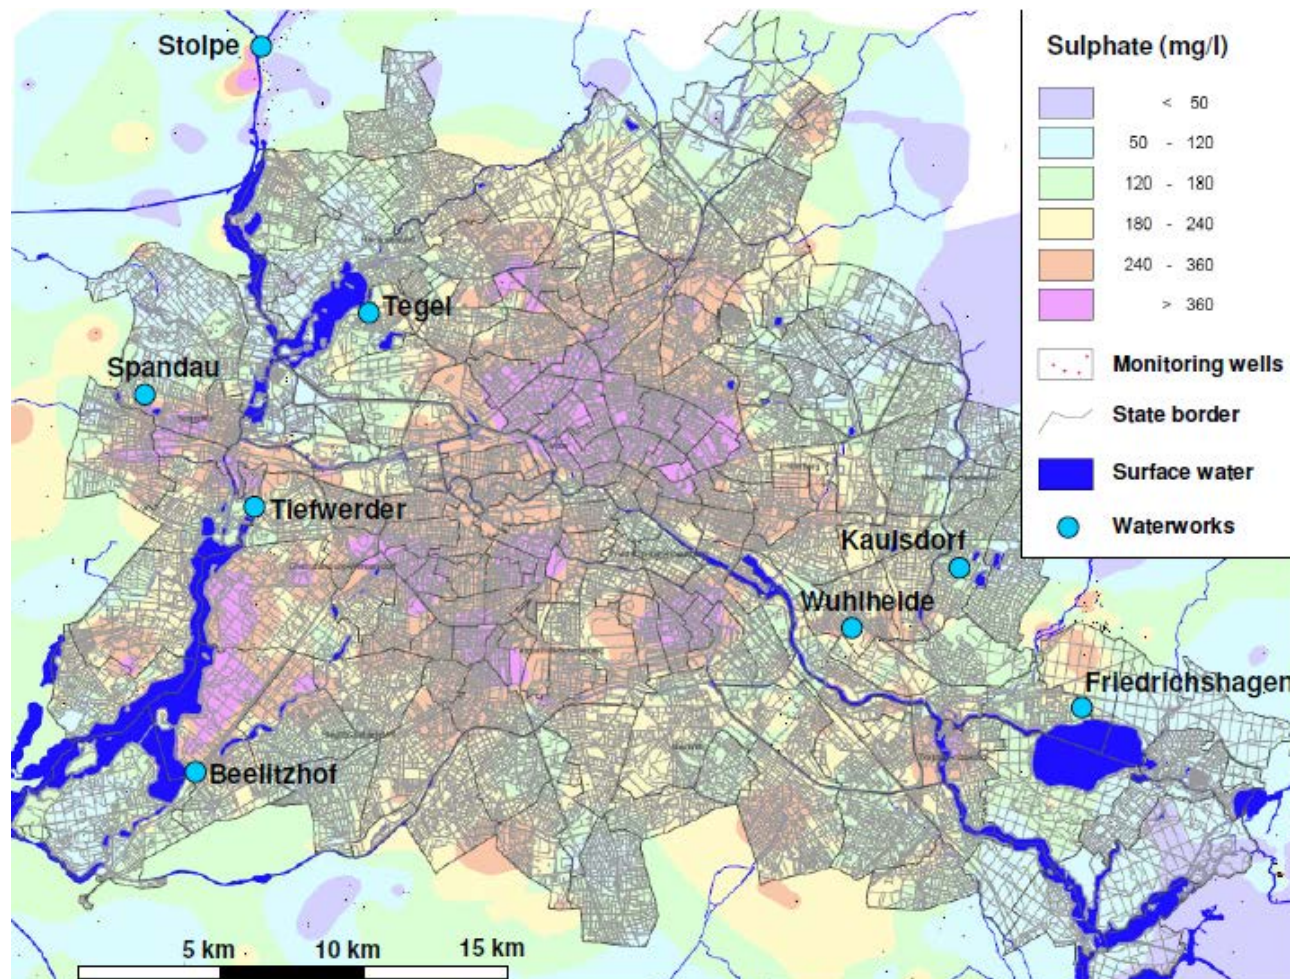 Stolpe
Sulphate (mg/l)
< 50
50 - 120
120 - 180
180 - 240
240 - 360
> 360
Tegel
Spandau
Monitoring wells
State border
Surface water
Tiefwerder
Waterworks
Kaulsdorf
Wuhlheide
Friedrichshagen
Beelitzhof
5 km 10 km 15 km